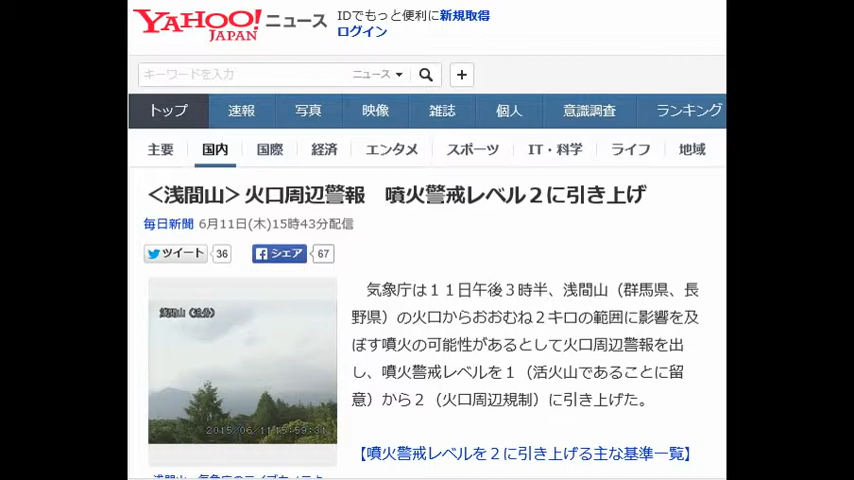 YAHOO! JAPAN ニュース
IDでもっと便利に新規取得
ログイン
キーワードを入力 ニュース
トップ 速報 写真 映像 雑誌 個人 意識調査 ランキング
主要 国内 国際 経済 エンタメ スポーツ IT・科学 ライフ 地域
＜浅間山＞火口周辺警報　噴火警戒レベル２に引き上げ
毎日新聞 6月11日(木)15時43分配信
ツイート 36 シェア 67
浅間山（追分）
2015/06/11 15:59:31
気象庁は１１日午後３時半、浅間山（群馬県、長
野県）の火口からおおむね２キロの範囲に影響を及
ぼす噴火の可能性があるとして火口周辺警報を出
し、噴火警戒レベルを１（活火山であることに留
意）から２（火口周辺規制）に引き上げた。
【噴火警戒レベルを２に引き上げる主な基準一覧】